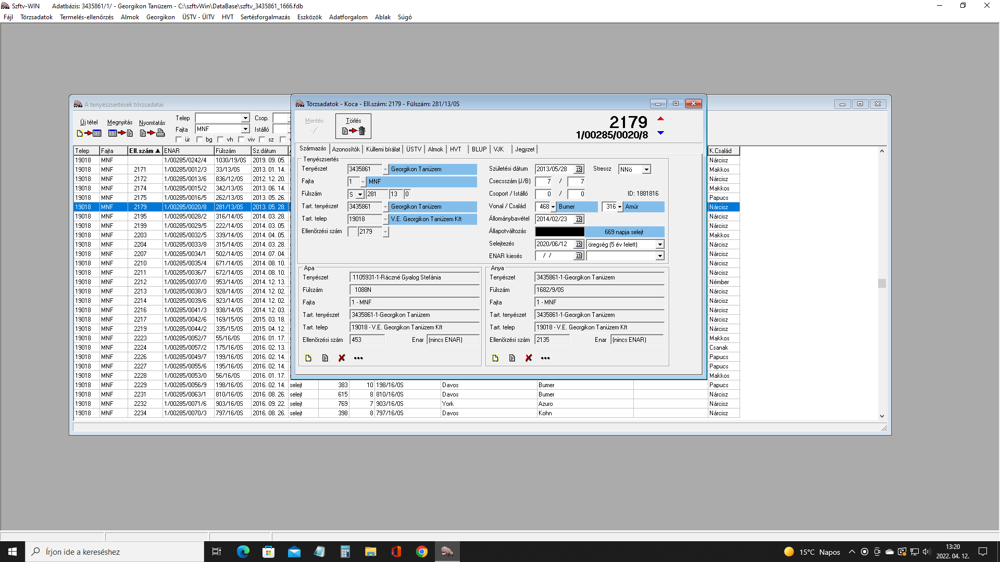 Szftv-WIN Adatbázis: 3435861/1/ - Georgikon Tanüzem - C:\szftvWin\DataBase\szftv_3435861_1666.fdb
Fájl Törzsadatok Termelés-ellenőrzés Almok Georgikon ÜSTV - ÜITV HVT Sertésforgalmazás Eszközök Adatforgalom Ablak Súgó
A tenyészsertések törzsadatai
Új tétel Megnyitás Nyomtatás
Telep Csop.
Fajta MNF Istálló
ür bg vh viv sz
Telep Fajta Ell.szám ENAR Fülszám Sz.dátum K.Család
19018 MNF 1/00285/0242/4 1030/19/0S 2019. 09. 05. Nárcisz
19018 MNF 2171 1/00285/0012/3 33/13/0S 2013. 01. 14. Makkos
19018 MNF 2172 1/00285/0013/6 836/12/0S 2012. 12. 20. Nárcisz
19018 MNF 2174 1/00285/0015/2 342/13/0S 2013. 06. 14. Makkos
19018 MNF 2175 1/00285/0016/5 262/13/0S 2013. 05. 26. Papucs
19018 MNF 2179 1/00285/0020/8 281/13/0S 2013. 05. 28. Nárcisz
19018 MNF 2195 1/00285/0028/2 316/14/0S 2014. 03. 28. Nárcisz
19018 MNF 2199 1/00285/0029/5 222/14/0S 2014. 03. 05. Nárcisz
19018 MNF 2203 1/00285/0032/5 339/14/0S 2014. 04. 05. Makkos
19018 MNF 2204 1/00285/0033/8 315/14/0S 2014. 03. 28. Nárcisz
19018 MNF 2207 1/00285/0034/1 502/14/0S 2014. 07. 04. Nárcisz
19018 MNF 2210 1/00285/0035/4 671/14/0S 2014. 08. 10. Nárcisz
19018 MNF 2211 1/00285/0036/7 672/14/0S 2014. 08. 10. Nárcisz
19018 MNF 2212 1/00285/0037/0 953/14/0S 2014. 12. 13. Némber
19018 MNF 2213 1/00285/0038/3 928/14/0S 2014. 12. 02. Nárcisz
19018 MNF 2214 1/00285/0039/6 923/14/0S 2014. 12. 02. Nárcisz
19018 MNF 2216 1/00285/0041/3 938/14/0S 2014. 12. 03. Nárcisz
19018 MNF 2217 1/00285/0042/6 169/15/0S 2015. 03. 18. Nárcisz
19018 MNF 2219 1/00285/0044/2 335/15/0S 2015. 04. 12. Nárcisz
19018 MNF 2223 1/00285/0052/7 55/16/0S 2016. 01. 17. Makkos
19018 MNF 2224 1/00285/0057/2 175/16/0S 2016. 02. 13. Csanak
19018 MNF 2226 1/00285/0049/7 199/16/0S 2016. 02. 14. Papucs
19018 MNF 2227 1/00285/0055/6 195/16/0S 2016. 02. 14. Papucs
19018 MNF 2228 1/00285/0053/0 56/16/0S 2016. 01. 17. Makkos
19018 MNF 2229 1/00285/0056/9 198/16/0S 2016. 02. 14. selejt 383 10 198/16/0S Davos Bumer Papucs
19018 MNF 2231 1/00285/0063/1 810/16/0S 2016. 08. 26. selejt 615 8 810/16/0S Davos Bumer Nárcisz
19018 MNF 2232 1/00285/0071/6 903/16/0S 2016. 09. 22. selejt 769 7 903/16/0S York Azuro Nárcisz
19018 MNF 2234 1/00285/0070/3 797/16/0S 2016. 08. 26. selejt 398 8 797/16/0S Davos Kohn Nárcisz
Törzsadatok - Koca - Ell.szám: 2179 - Fülszám: 281/13/0S
Mentés Törlés
2179
1/00285/0020/8
Származás Azonosítók Küllemi bírálat ÜSTV Almok HVT BLUP VJK Jegyzet
Tenyészsertés
Tenyészet 3435861 Georgikon Tanüzem
Fajta 1 MNF
Fülszám S 281 13 0
Tart. tenyészet 3435861 Georgikon Tanüzem
Tart. telep 19018 V.E. Georgikon Tanüzem Kft
Ellenőrzési szám 2179
Születési dátum 2013/05/28 15 Stressz NNö
Csecsszám (J/B) 7 / 7
Csoport / Istálló 0 / 0 ID: 1881816
Vonal / Család 468 Bumer 316 Amúr
Állománybavétel 2014/02/23 15
Állapotváltozás 669 napja selejt
Selejtezés 2020/06/12 15 öregség (5 év felett)
ENAR kiesés / / 15
Apa
Tenyészet 1105931-1-Ráczné Gyalog Stefánia
Fülszám 1088N
Fajta 1 - MNF
Tart. tenyészet 3435861-1-Georgikon Tanüzem
Tart. telep 19018 - V.E. Georgikon Tanüzem Kft
Ellenőrzési szám 453 Enar (nincs ENAR)
Anya
Tenyészet 3435861-1-Georgikon Tanüzem
Fülszám 1682/9/0S
Fajta 1 - MNF
Tart. tenyészet 3435861-1-Georgikon Tanüzem
Tart. telep 19018 - V.E. Georgikon Tanüzem Kft
Ellenőrzési szám 2135 Enar (nincs ENAR)
Írjon ide a kereséshez
15°C Napos
13:20
2022. 04. 12.